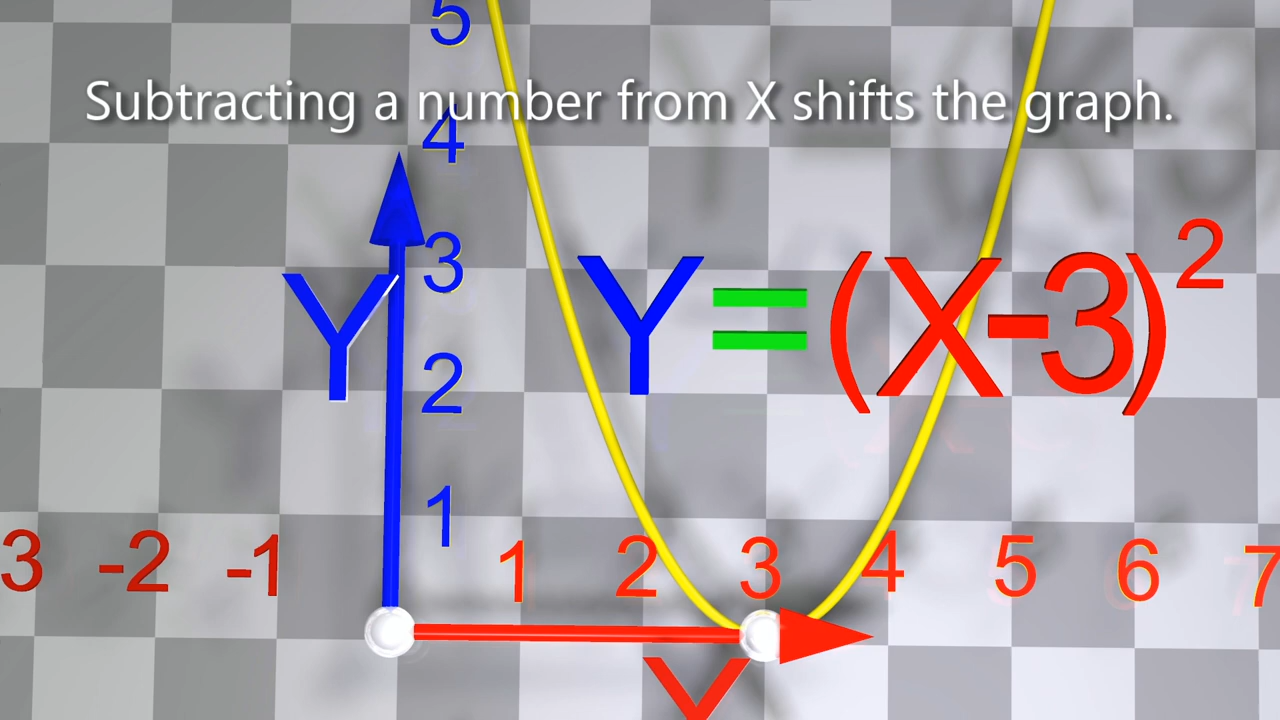 Subtracting a number from X shifts the graph.
5
4
3
2
1
Y
Y=(X-3)²
3 -2 -1 1 2 3 4 5 6 7